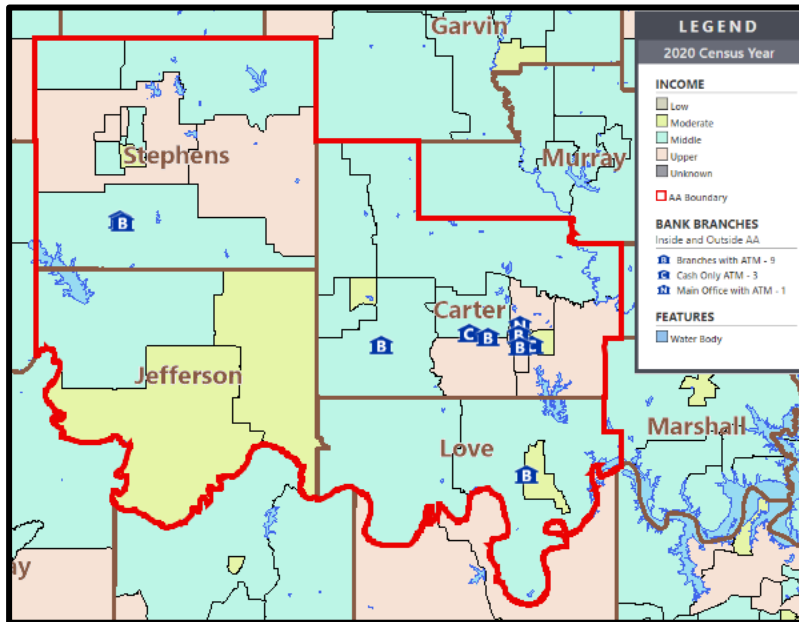 Garvin
Stephens
Murray
Carter
Jefferson
Love
Marshall
B
B
C
B
B
B
B
LEGEND
2020 Census Year
INCOME
Low
Moderate
Middle
Upper
Unknown
AA Boundary
BANK BRANCHES
Inside and Outside AA
B Branches with ATM - 9
C Cash Only ATM - 3
N Main Office with ATM - 1
FEATURES
Water Body